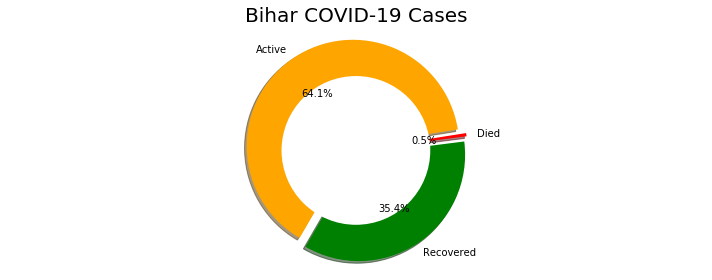 Bihar COVID-19 Cases
Active
64.1%
Died
0.5%
35.4%
Recovered